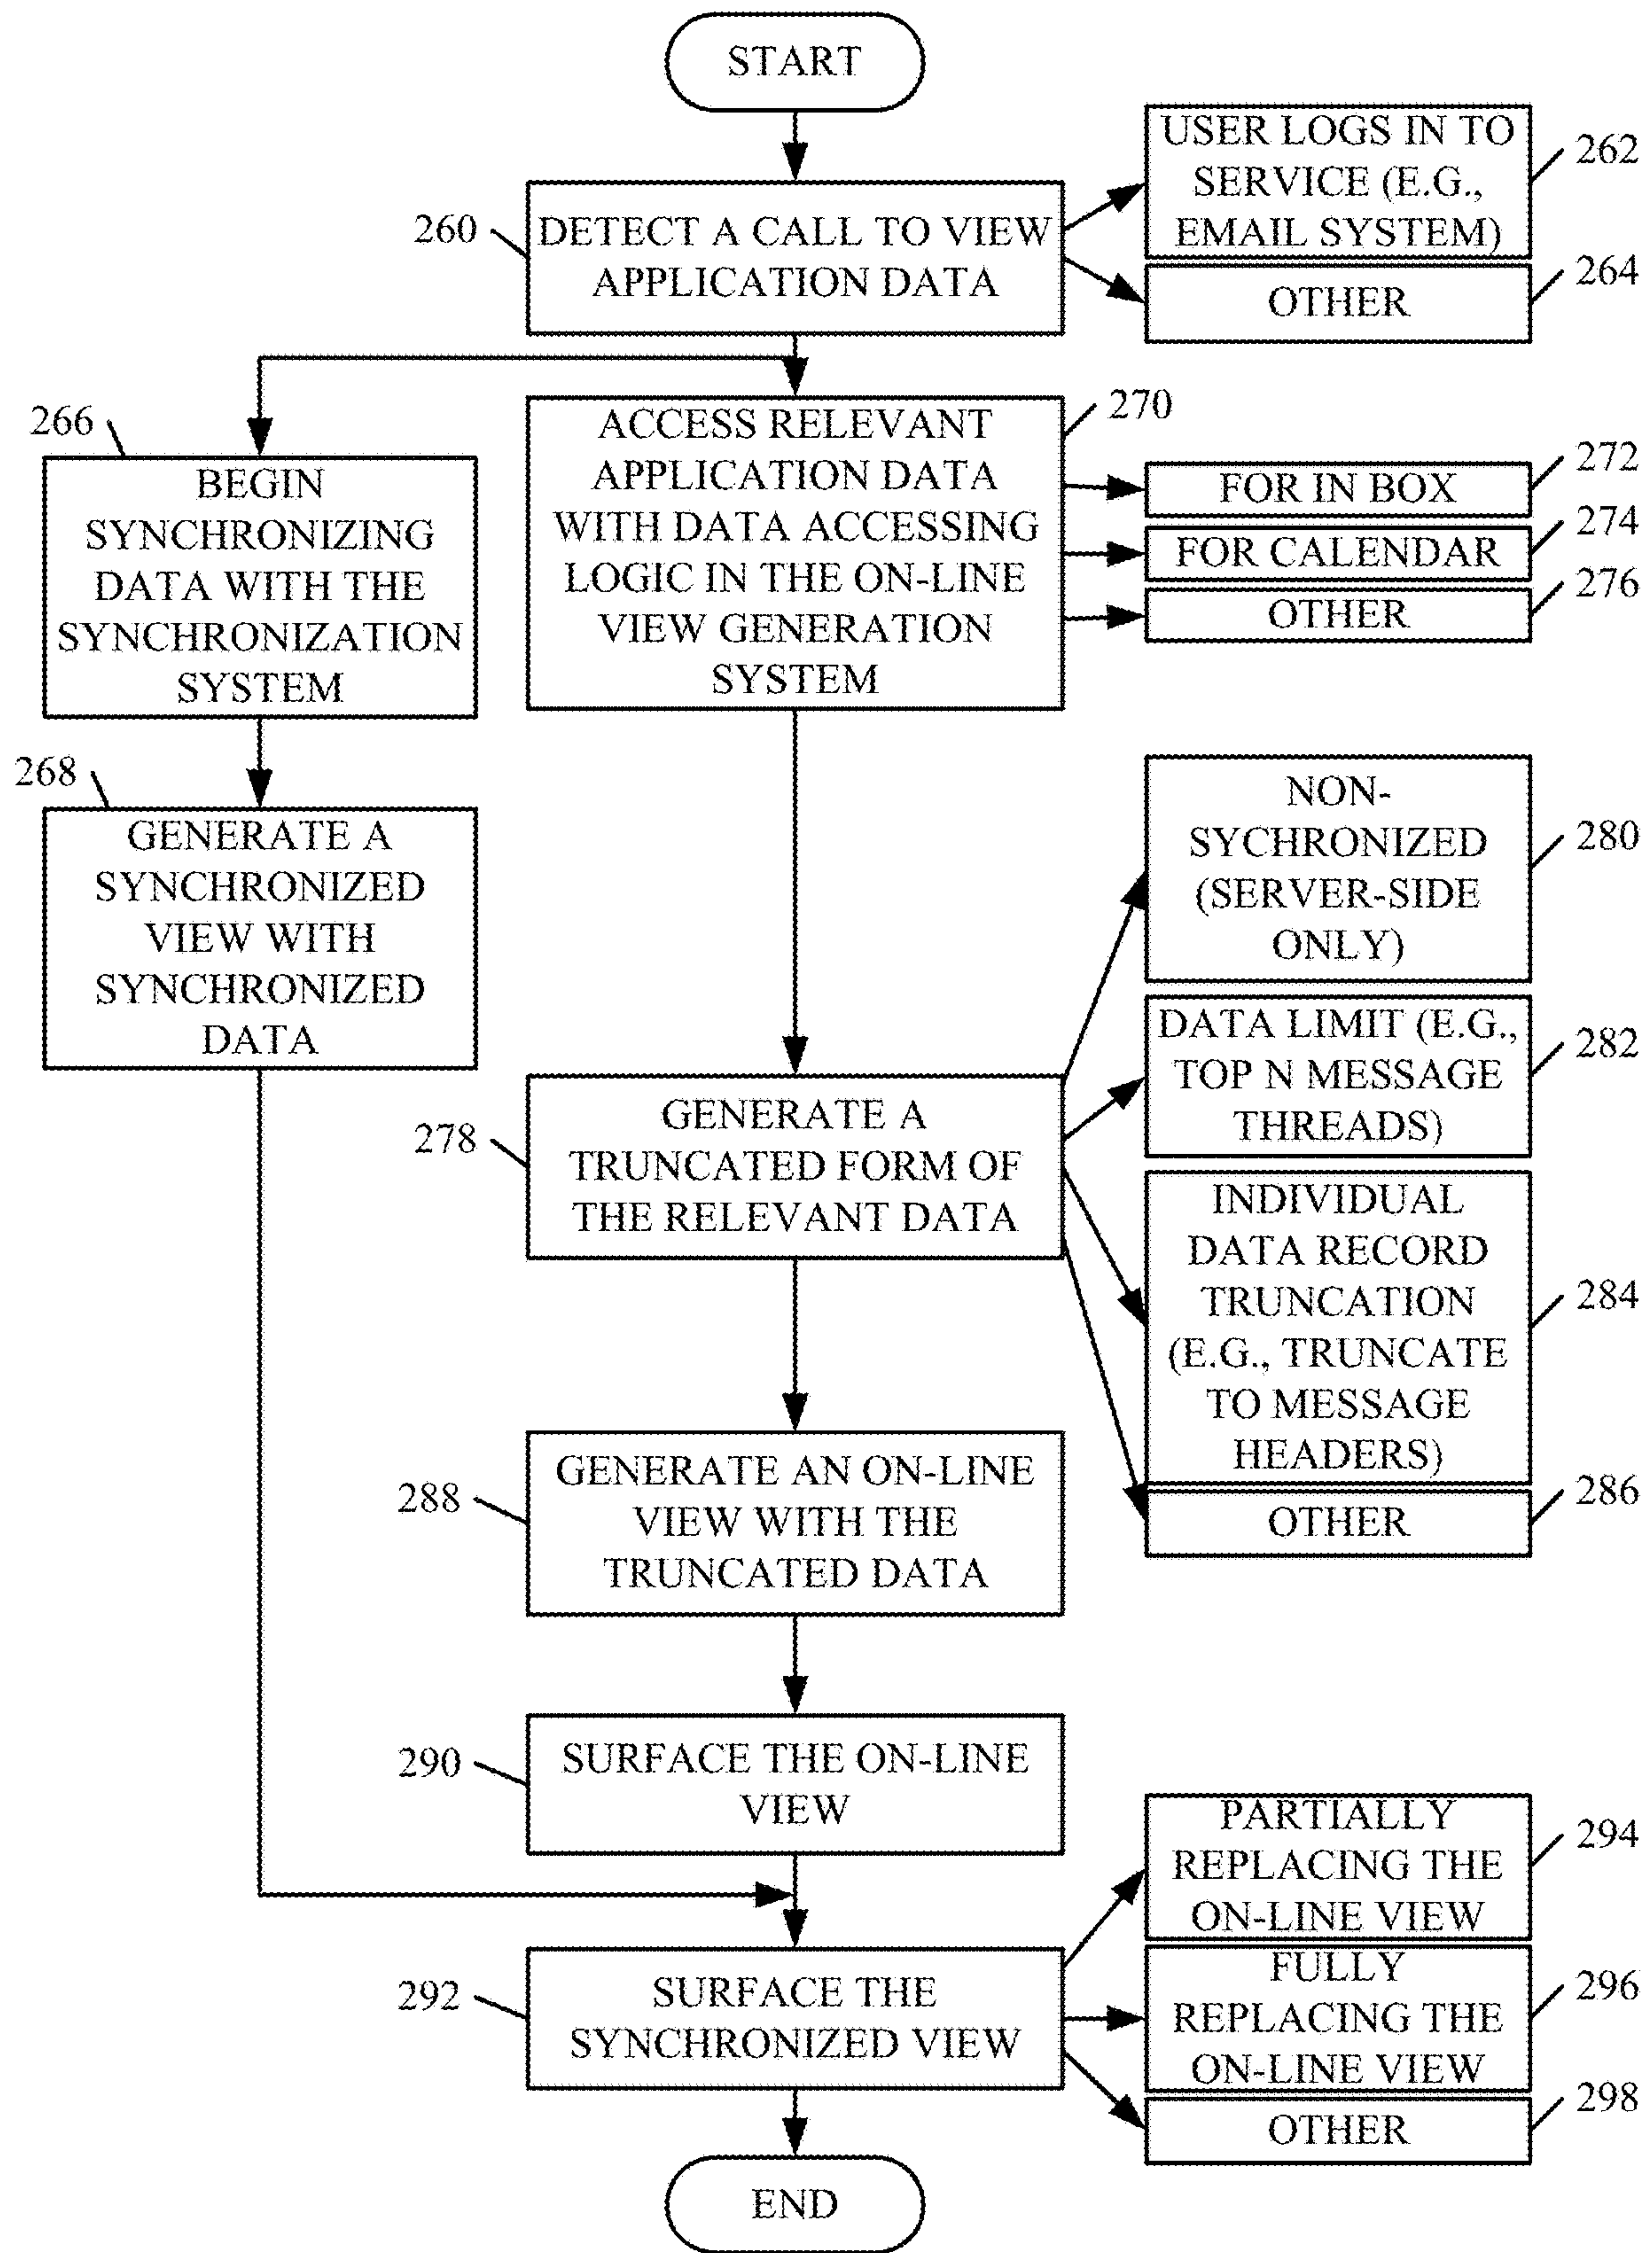 START
USER LOGS IN TO
SERVICE (E.G.,
EMAIL SYSTEM)
262
260
DETECT A CALL TO VIEW
APPLICATION DATA
OTHER
264
266
BEGIN
SYNCHRONIZING
DATA WITH THE
SYNCHRONIZATION
SYSTEM
ACCESS RELEVANT
APPLICATION DATA
WITH DATA ACCESSING
LOGIC IN THE ON-LINE
VIEW GENERATION
SYSTEM
270
FOR IN BOX
272
FOR CALENDAR
274
OTHER
276
268
GENERATE A
SYNCHRONIZED
VIEW WITH
SYNCHRONIZED
DATA
278
GENERATE A
TRUNCATED FORM OF
THE RELEVANT DATA
NON-
SYCHRONIZED
(SERVER-SIDE
ONLY)
280
DATA LIMIT (E.G.,
TOP N MESSAGE
THREADS)
282
INDIVIDUAL
DATA RECORD
TRUNCATION
(E.G., TRUNCATE
TO MESSAGE
HEADERS)
284
OTHER
286
288
GENERATE AN ON-LINE
VIEW WITH THE
TRUNCATED DATA
290
SURFACE THE ON-LINE
VIEW
292
SURFACE THE
SYNCHRONIZED VIEW
PARTIALLY
REPLACING THE
ON-LINE VIEW
294
FULLY
REPLACING THE
ON-LINE VIEW
296
OTHER
298
END